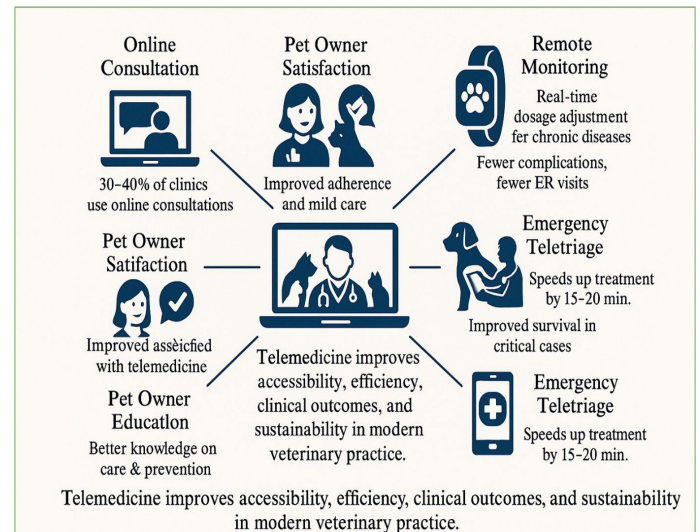 Online
Consultation
30–40% of clinics
use online consultations
Pet Owner
Satisfaction
Improved adherence
and mild care
Remote
Monitoring
Real-time
dosage adjustment
fer chronic diseases
Fewer complications,
fewer ER visits
Pet Owner
Satifaction
Improved assèicfied
with telemedicine
Emergency
Teletriage
Speeds up treatment
by 15–20 min.
Improved survival in
critical cases
Pet Owner
Education
Better knowledge on
care & prevention
Telemedicine improves
accessibility, efficiency,
clinical outcomes, and
sustainability in modern
veterinary practice.
Emergency
Teletriage
Speeds up treatment
by 15–20 min.
Telemedicine improves accessibility, efficiency, clinical outcomes, and sustainability
in modern veterinary practice.